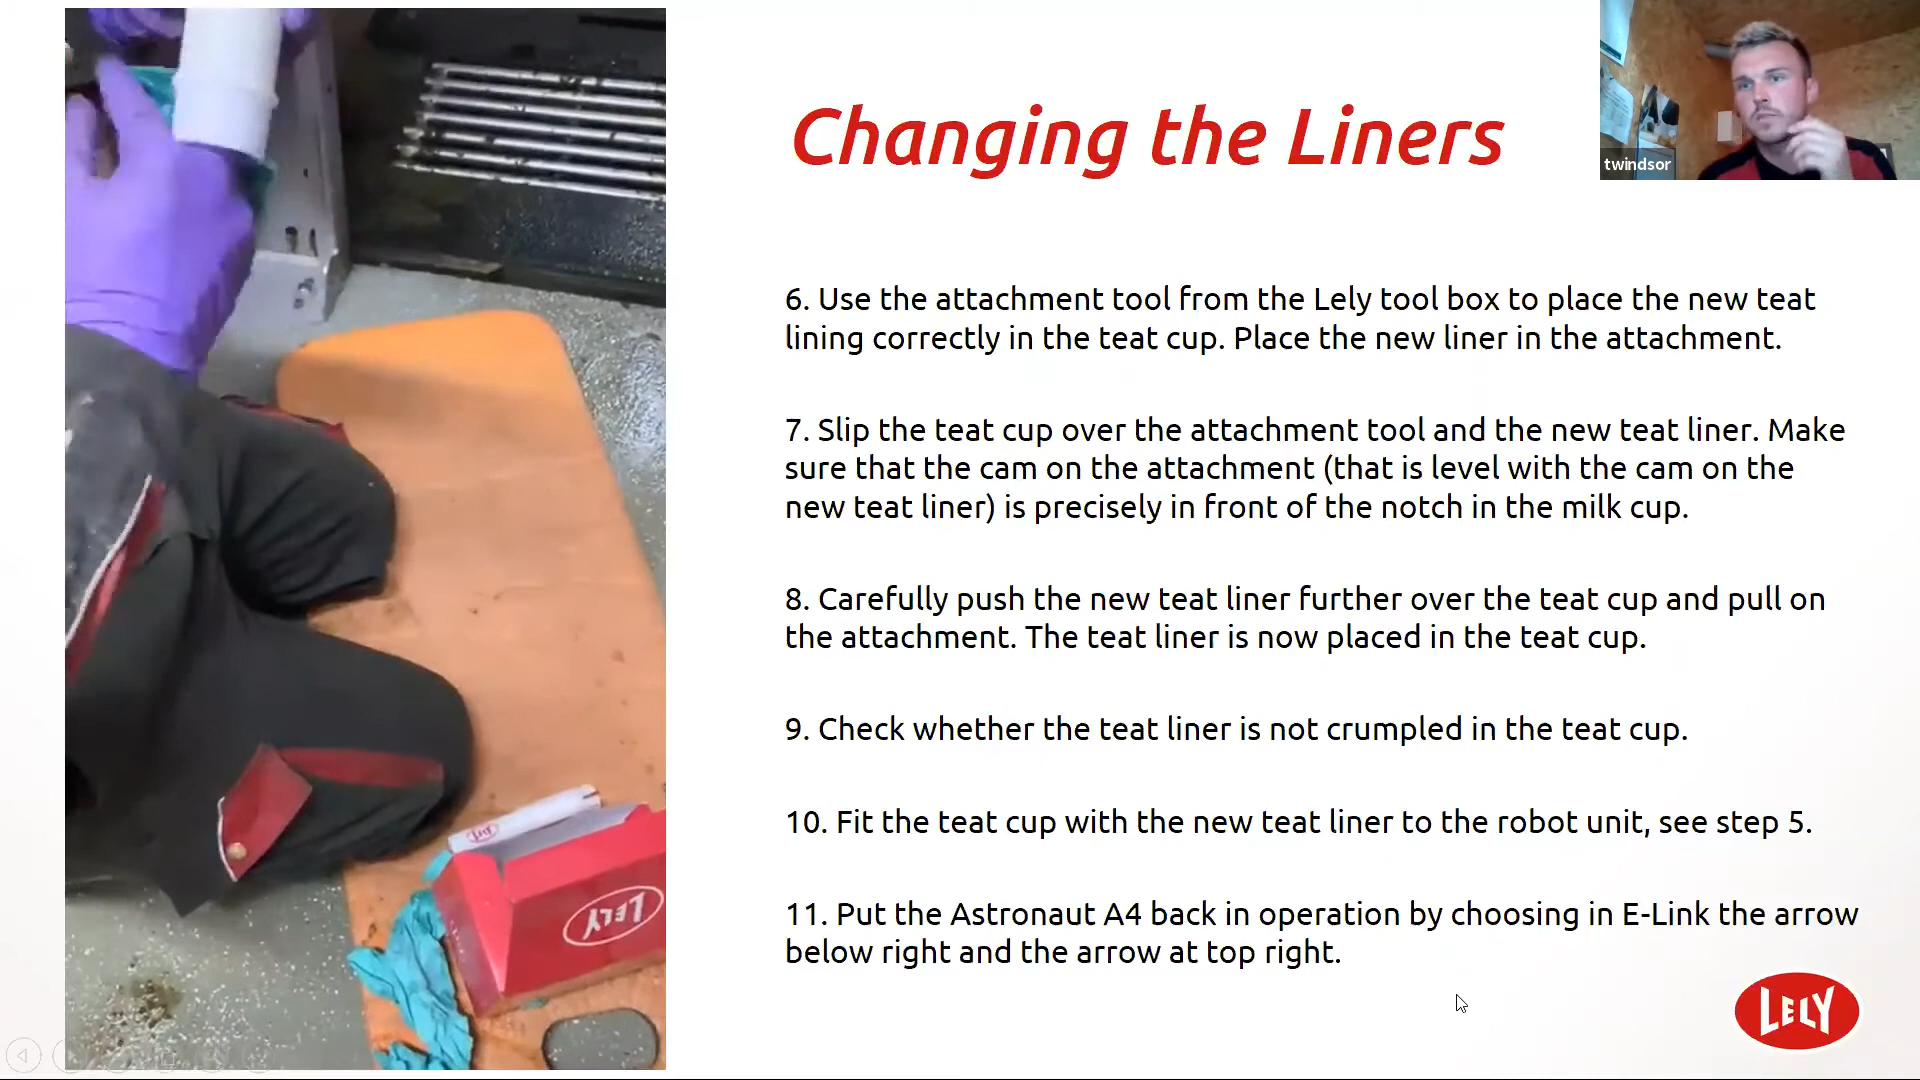 Changing the Liners
twindsor
6. Use the attachment tool from the Lely tool box to place the new teat
lining correctly in the teat cup. Place the new liner in the attachment.
7. Slip the teat cup over the attachment tool and the new teat liner. Make
sure that the cam on the attachment (that is level with the cam on the
new teat liner) is precisely in front of the notch in the milk cup.
8. Carefully push the new teat liner further over the teat cup and pull on
the attachment. The teat liner is now placed in the teat cup.
9. Check whether the teat liner is not crumpled in the teat cup.
10. Fit the teat cup with the new teat liner to the robot unit, see step 5.
11. Put the Astronaut A4 back in operation by choosing in E-Link the arrow
below right and the arrow at top right.
LELY
LELY
LELY